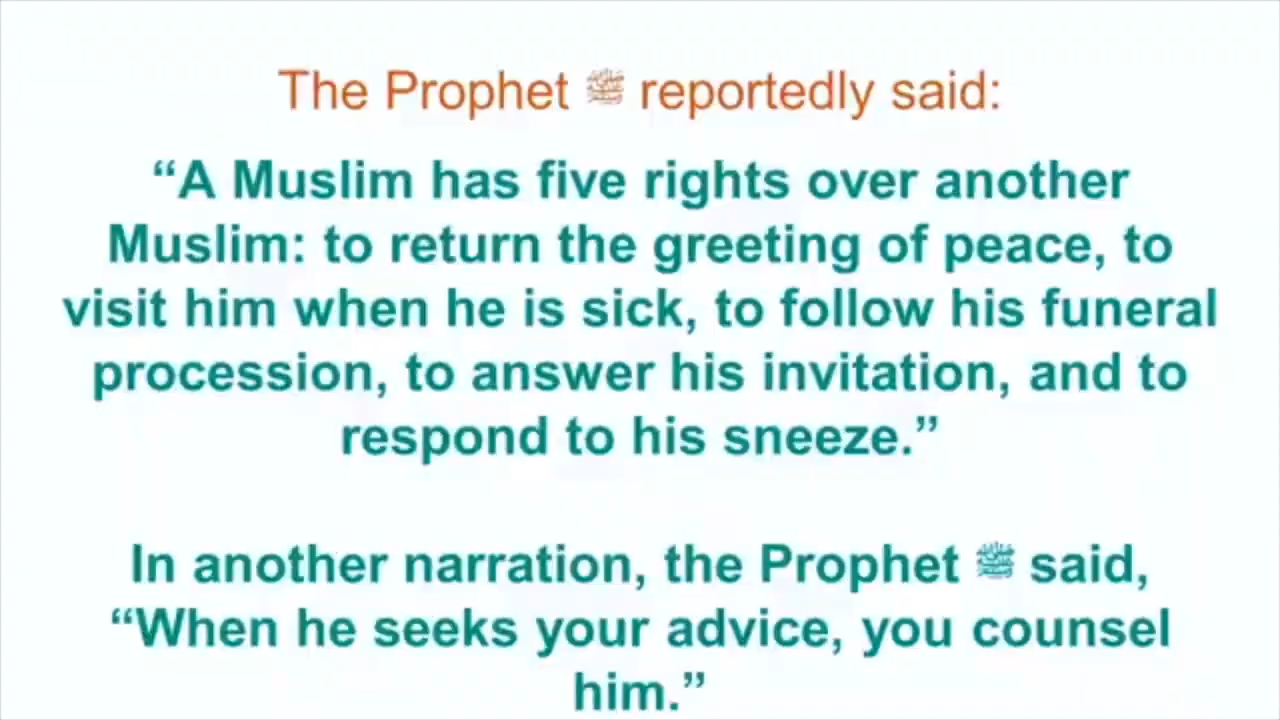 The Prophet ﷺ reportedly said:
“A Muslim has five rights over another
Muslim: to return the greeting of peace, to
visit him when he is sick, to follow his funeral
procession, to answer his invitation, and to
respond to his sneeze.”
In another narration, the Prophet ﷺ said,
“When he seeks your advice, you counsel
him.”